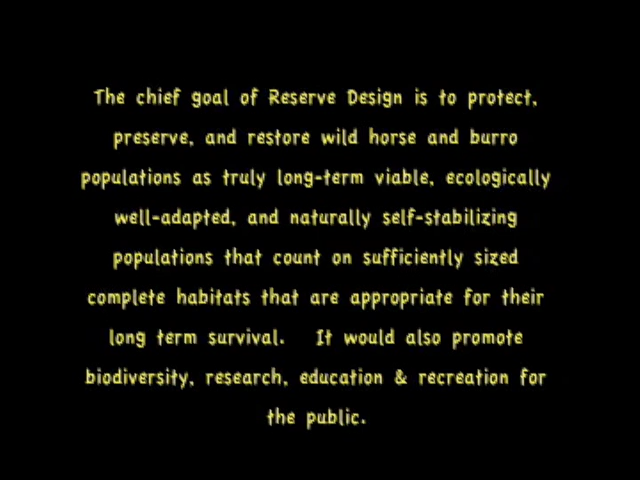 The chief goal of Reserve Design is to protect,
preserve, and restore wild horse and burro
populations as truly long-term viable, ecologically
well-adapted, and naturally self-stabilizing
populations that count on sufficiently sized
complete habitats that are appropriate for their
long term survival.   It would also promote
biodiversity, research, education & recreation for
the public.